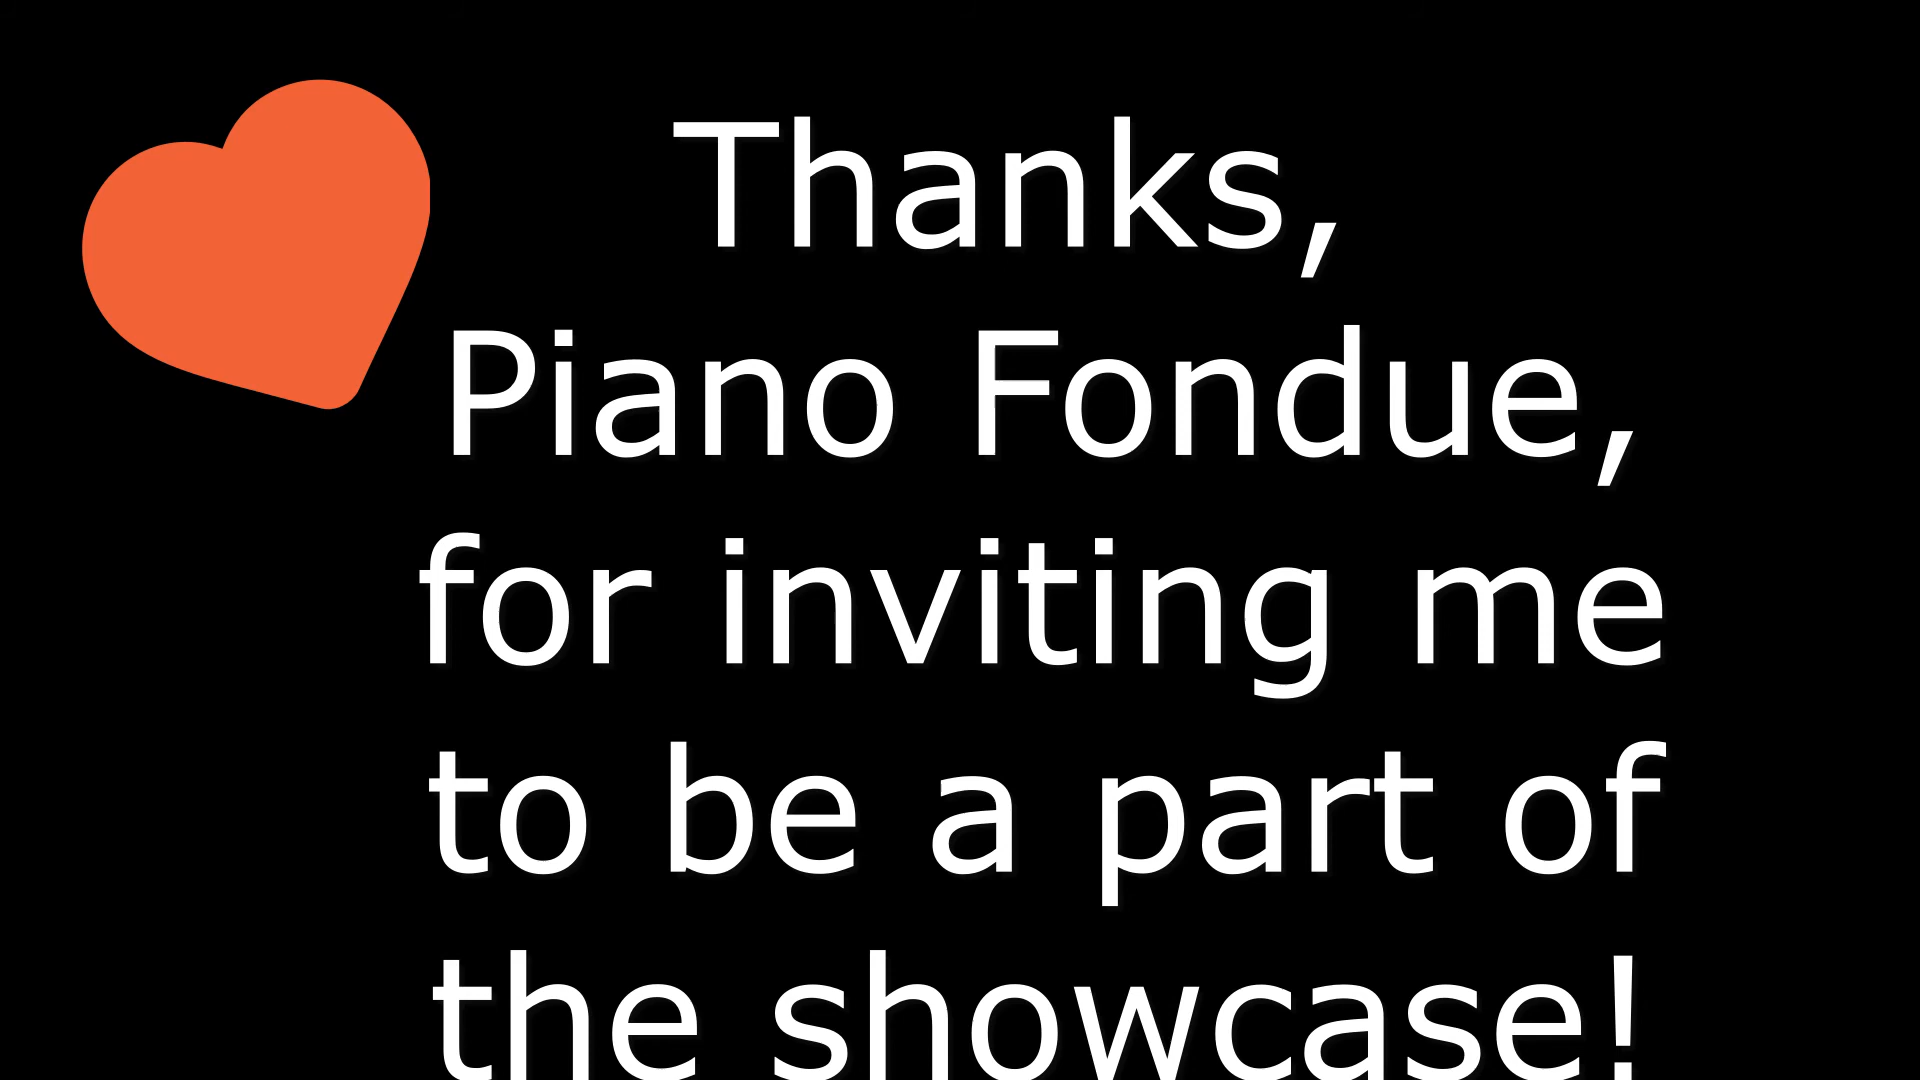 Thanks,
Piano Fondue,
for inviting me
to be a part of
the showcase!